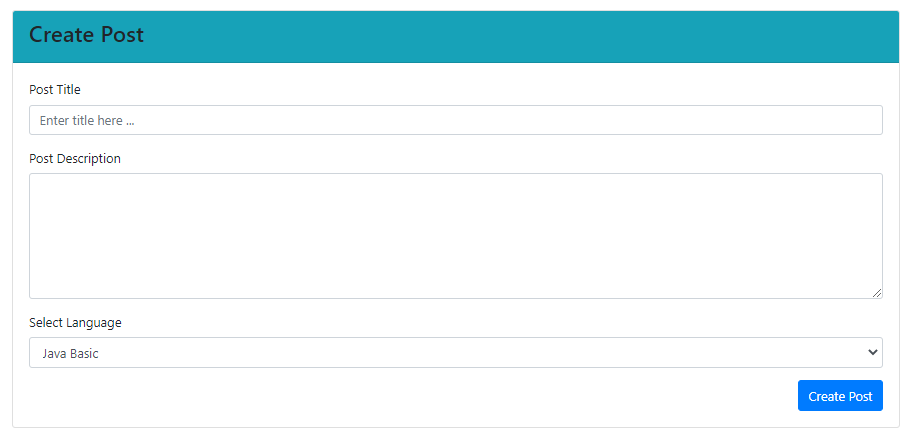 Create Post
Post Title
Enter title here ...
Post Description
Select Language
Java Basic
Create Post